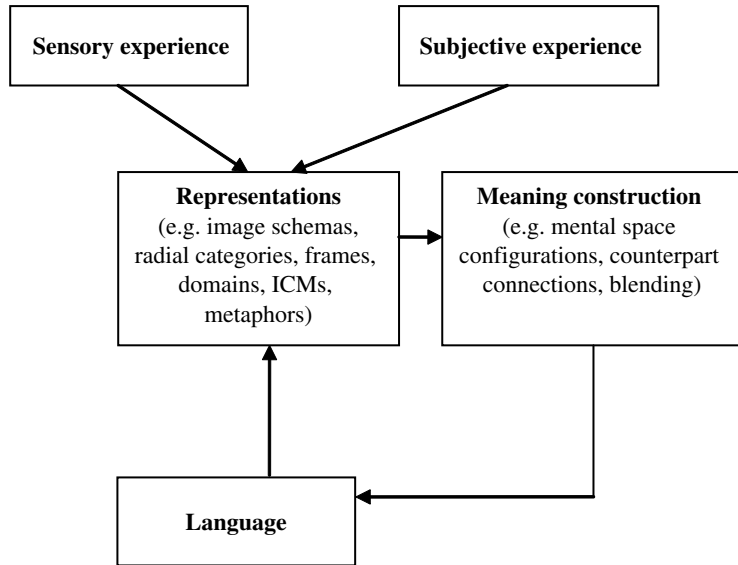 Sensory experience
Subjective experience
Representations
(e.g. image schemas,
radial categories, frames,
domains, ICMs,
metaphors)
Meaning construction
(e.g. mental space
configurations, counterpart
connections, blending)
Language